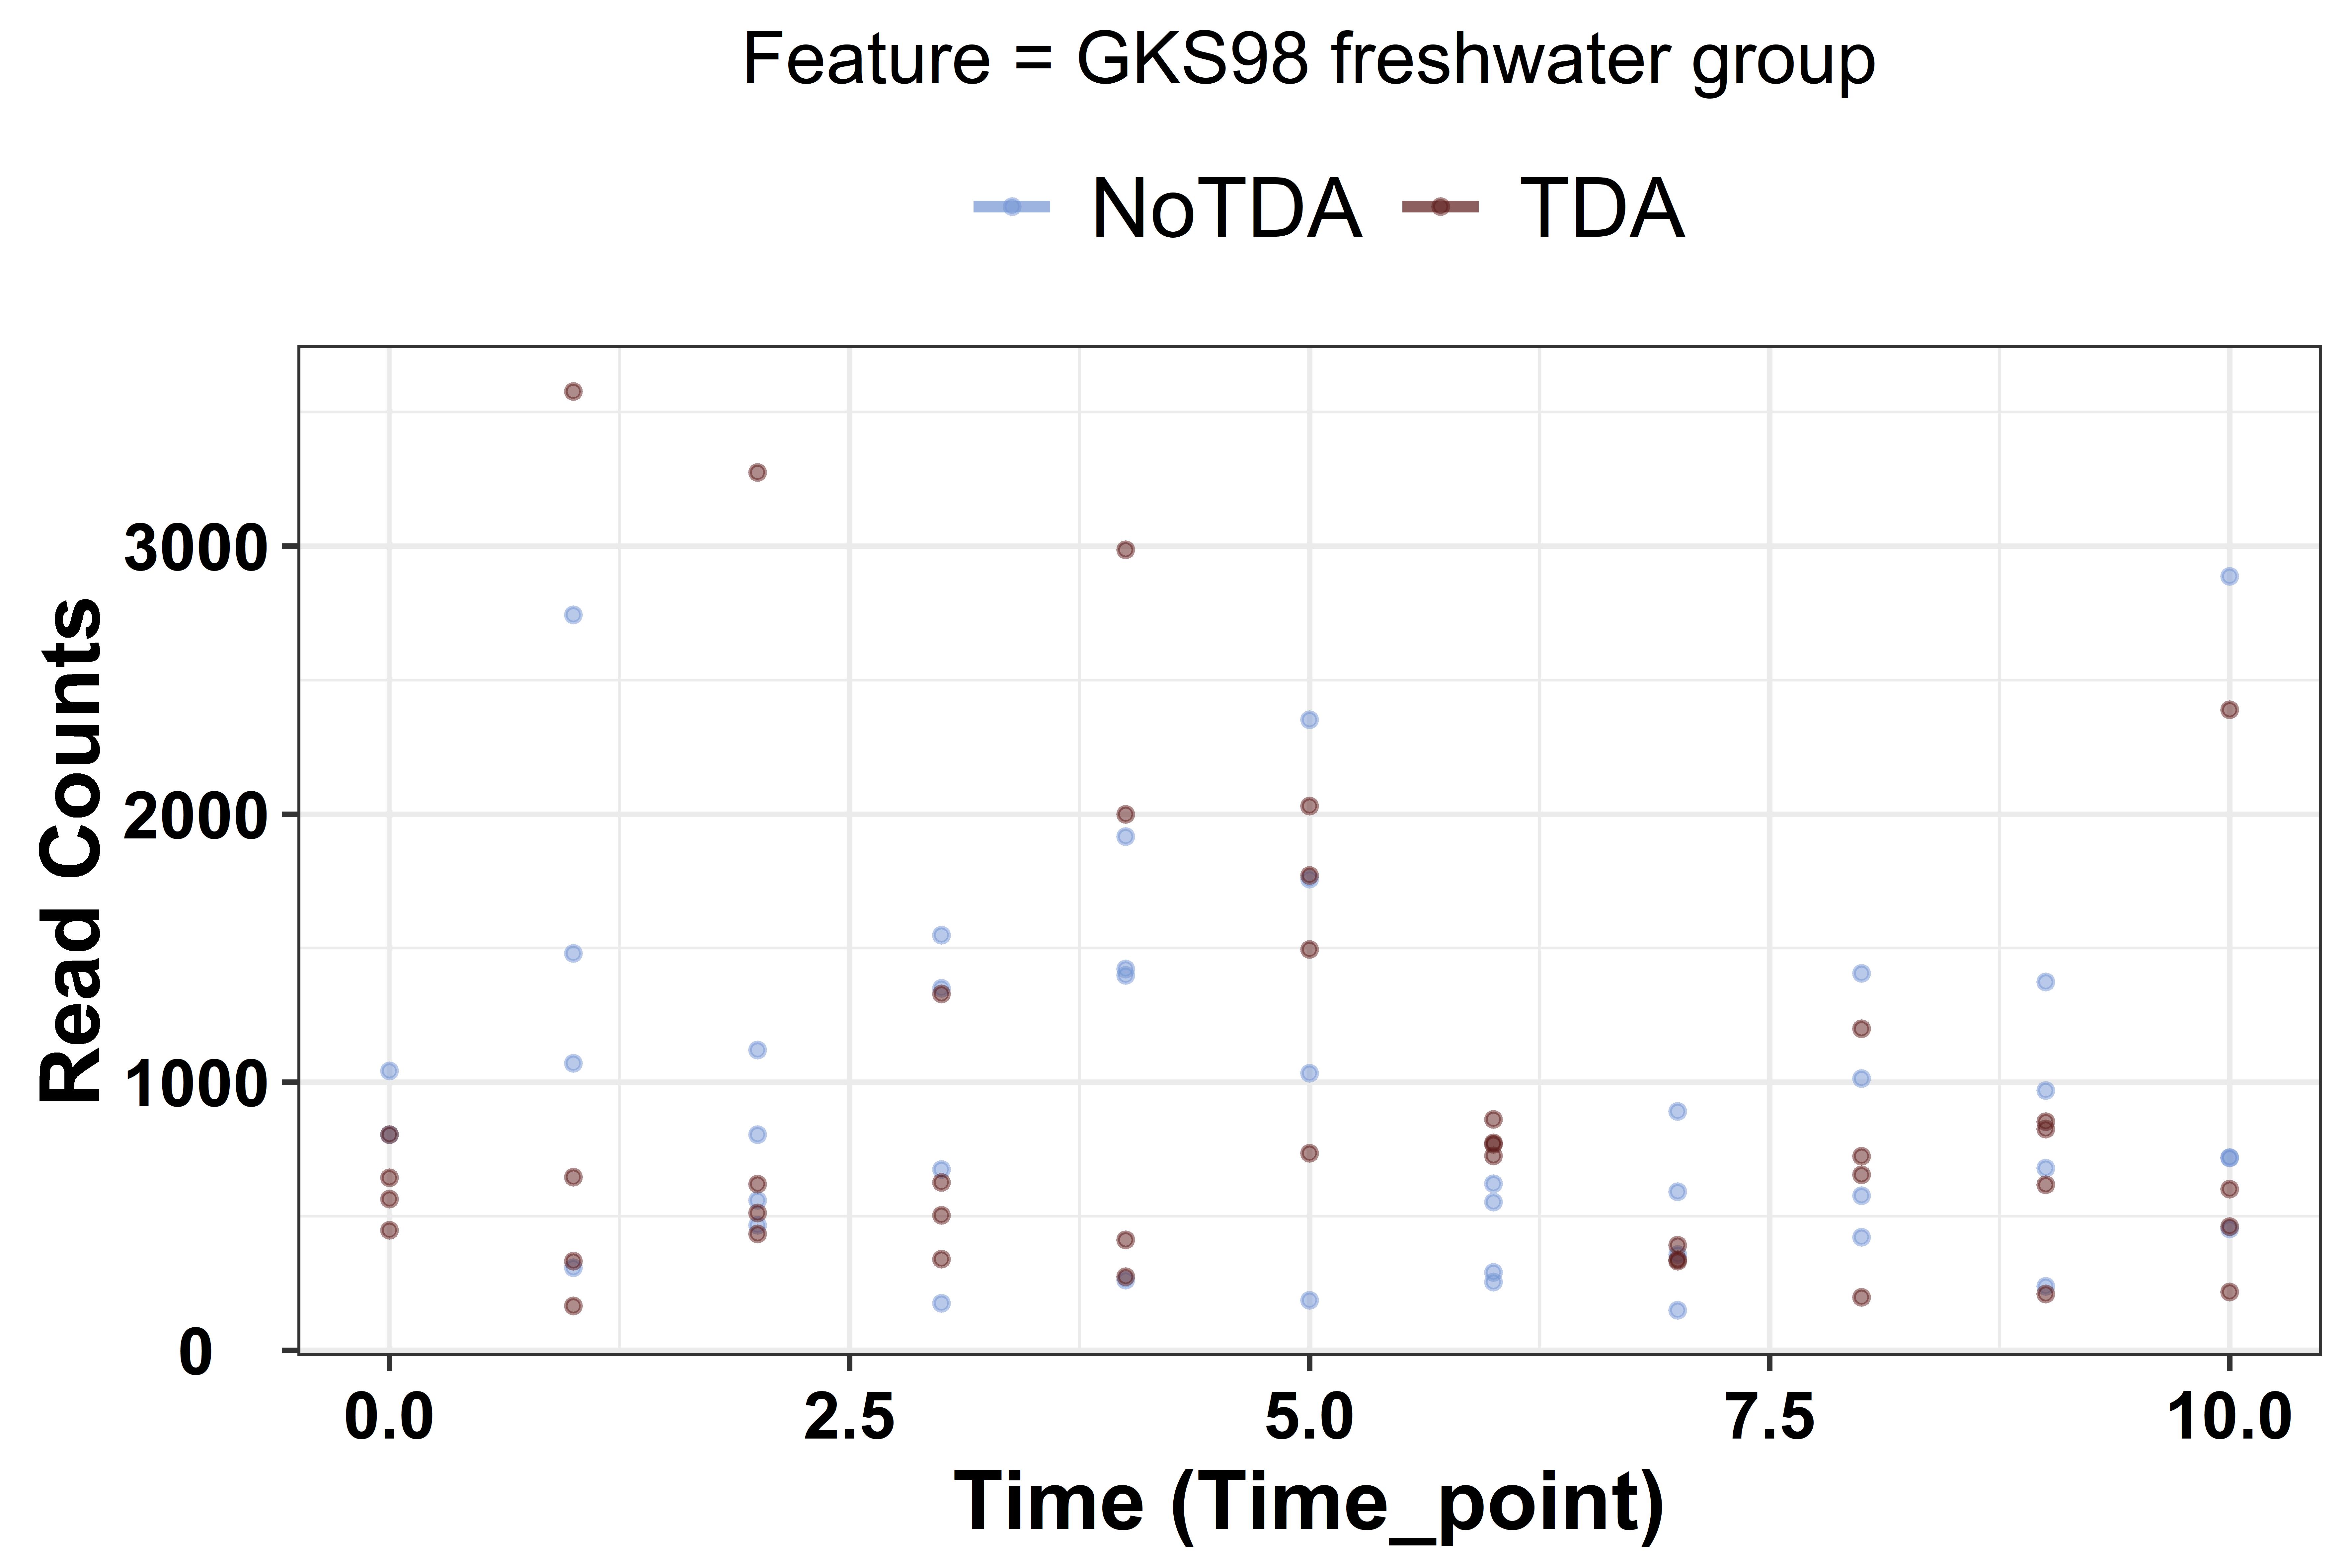 Feature = GKS98 freshwater group
NoTDA TDA
Read Counts
3000
2000
1000
0
0.0 2.5 5.0 7.5 10.0
Time (Time_point)